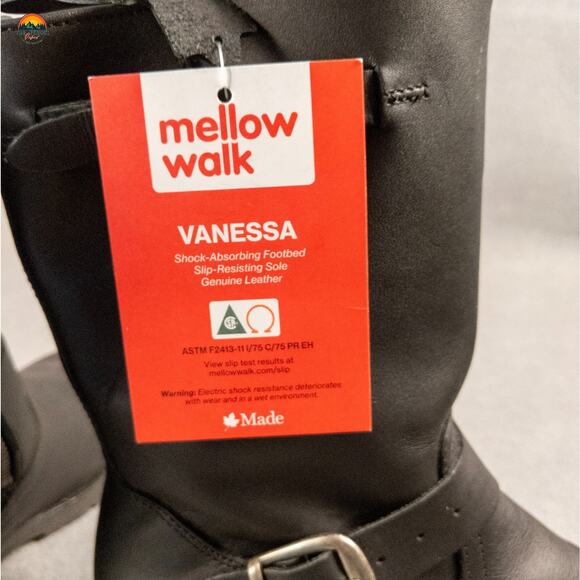 mellow
walk
VANESSA
Shock-Absorbing Footbed
Slip-Resisting Sole
Genuine Leather
ASTM F2413-11 I/75 C/75 PR EH
View slip test results at
mellowwalk.com/slip
Warning: Electric shock resistance deteriorates
with wear and in a wet environment.
Made